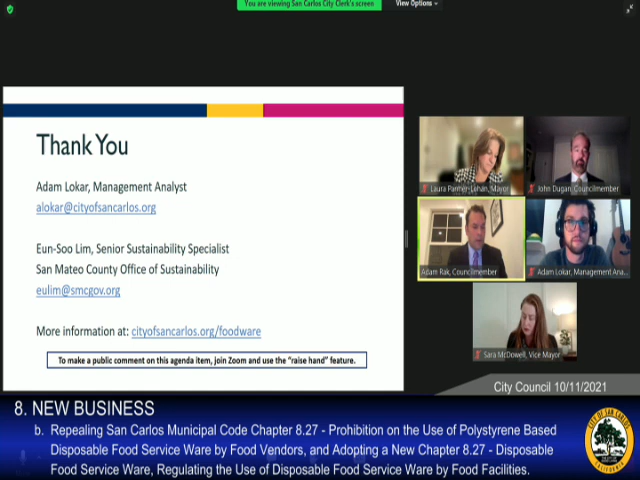 You are viewing San Carlos City Clerk's screen
View Options
Thank You
Adam Lokar, Management Analyst
alokar@cityofsancarlos.org
Eun-Soo Lim, Senior Sustainability Specialist
San Mateo County Office of Sustainability
eulim@smcgov.org
More information at: cityofsancarlos.org/foodware
To make a public comment on this agenda item, join Zoom and use the "raise hand" feature.
Laura Parmer-Lohan, Mayor
John Dugan, Councilmember
Adam Rak, Councilmember
Adam Lokar, Management Ana...
Sara McDowell, Vice Mayor
City Council 10/11/2021
8. NEW BUSINESS
b. Repealing San Carlos Municipal Code Chapter 8.27 - Prohibition on the Use of Polystyrene Based
Disposable Food Service Ware by Food Vendors, and Adopting a New Chapter 8.27 - Disposable
Food Service Ware, Regulating the Use of Disposable Food Service Ware by Food Facilities.
CITY OF SAN CARLOS
CALIFORNIA